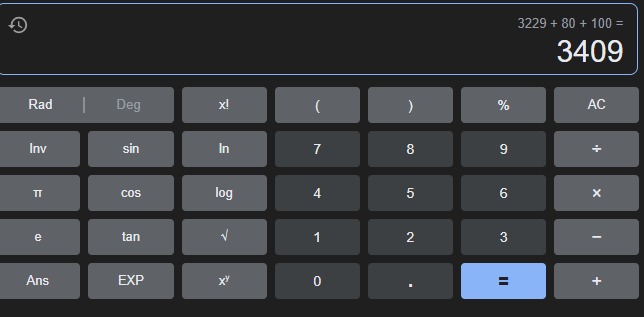 3229 + 80 + 100 =
3409
Rad | Deg x! ( ) % AC
Inv sin ln 7 8 9 ÷
π cos log 4 5 6 ×
e tan √ 1 2 3 −
Ans EXP xʸ 0 . = +